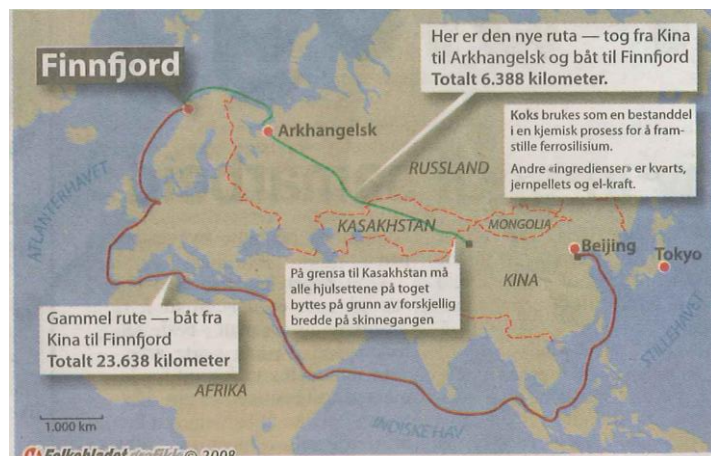 Her er den nye ruta — tog fra Kina
til Arkhangelsk og båt til Finnfjord
Totalt 6.388 kilometer.
Finnfjord
Koks brukes som en bestanddel
i en kjemisk prosess for å fram-
stille ferrosilisium.
Andre «ingredienser» er kvarts,
jernpellets og el-kraft.
Arkhangelsk
RUSSLAND
ATLANTERHAVET
KASAKHSTAN
MONGOLIA
Beijing
Tokyo
KINA
På grensa til Kasakhstan må
alle hjulsettene på toget
byttes på grunn av forskjellig
bredde på skinnegangen
Gammel rute — båt fra
Kina til Finnfjord
Totalt 23.638 kilometer
STILLEHAVET
AFRIKA
INDISKE HAV
1.000 km
Folkebladet grafikk © 2008